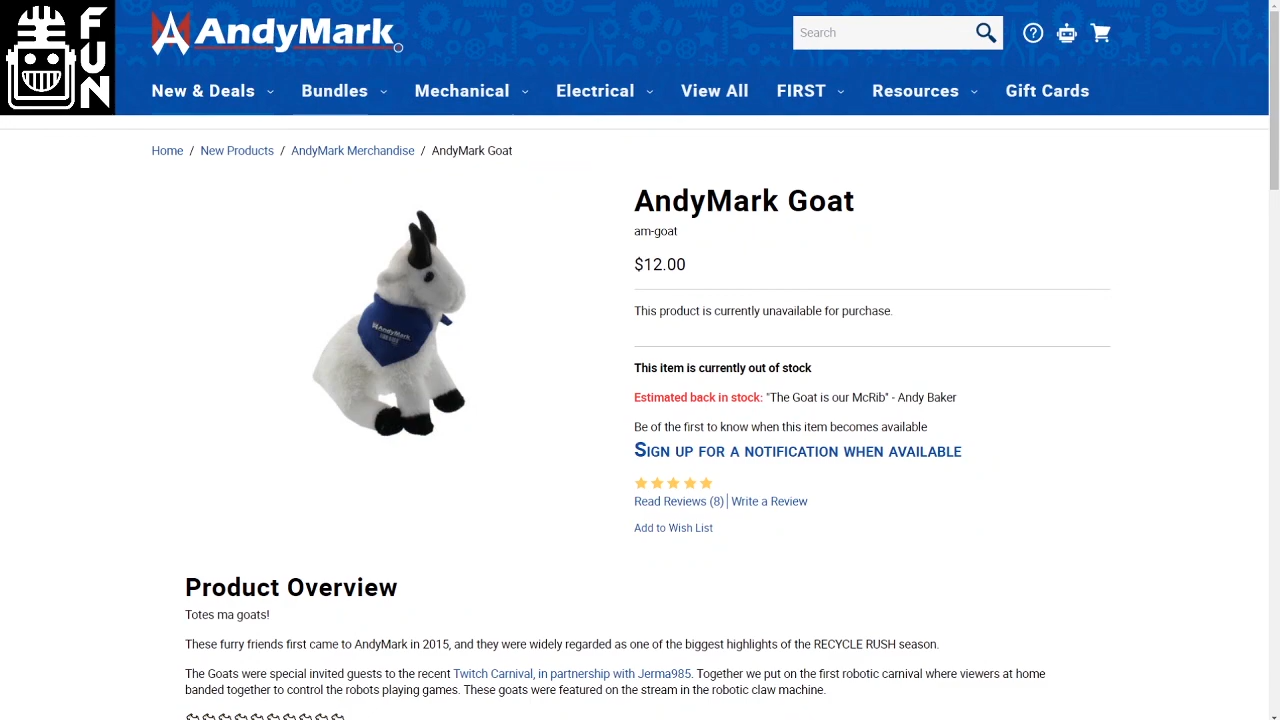 FUN
AndyMark
Search
New & Deals
Bundles
Mechanical
Electrical
View All
FIRST
Resources
Gift Cards
Home / New Products / AndyMark Merchandise / AndyMark Goat
AndyMark Goat
am-goat
$12.00
This product is currently unavailable for purchase.
AndyMark
This item is currently out of stock
Estimated back in stock: "The Goat is our McRib" - Andy Baker
Be of the first to know when this item becomes available
Sign up for a notification when available
Read Reviews (8) | Write a Review
Add to Wish List
Product Overview
Totes ma goats!
These furry friends first came to AndyMark in 2015, and they were widely regarded as one of the biggest highlights of the RECYCLE RUSH season.
The Goats were special invited guests to the recent Twitch Carnival, in partnership with Jerma985. Together we put on the first robotic carnival where viewers at home
banded together to control the robots playing games. These goats were featured on the stream in the robotic claw machine.